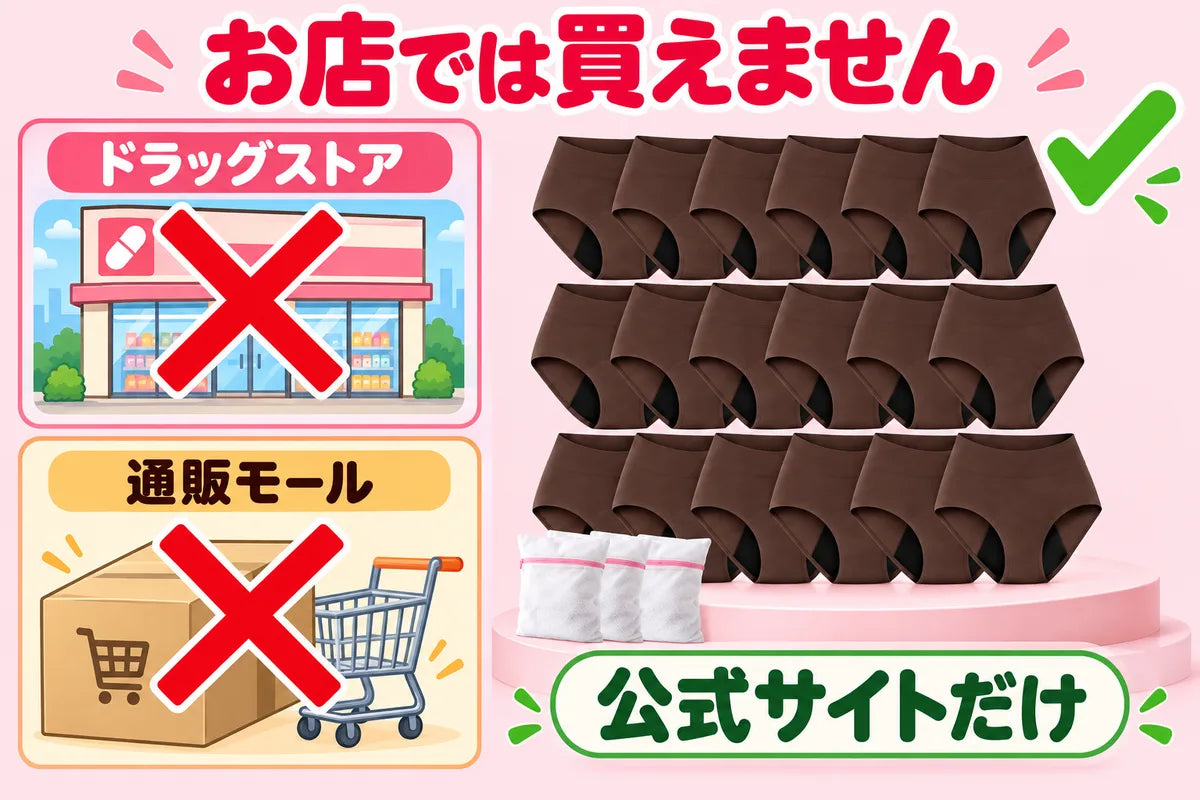 お店では買えません
ドラッグストア
通販モール
公式サイトだけ